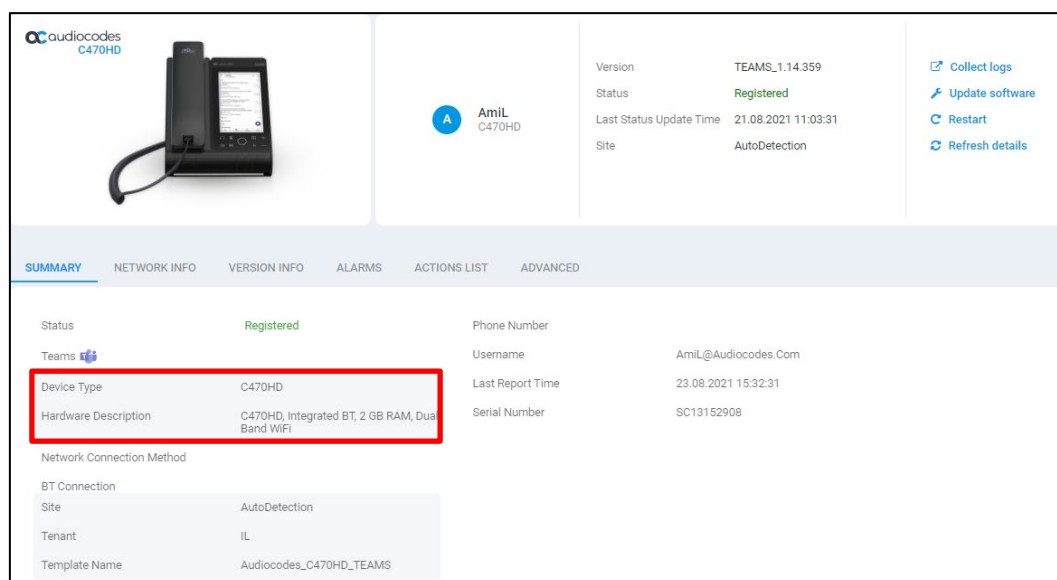 audiocodes
C470HD
A
AmiL
C470HD
Version TEAMS_1.14.359
Status Registered
Last Status Update Time 21.08.2021 11:03:31
Site AutoDetection
Collect logs
Update software
Restart
Refresh details
SUMMARY NETWORK INFO VERSION INFO ALARMS ACTIONS LIST ADVANCED
Status Registered
Teams
Device Type C470HD
Hardware Description C470HD, Integrated BT, 2 GB RAM, Dual
Band WiFi
Network Connection Method
BT Connection
Site AutoDetection
Tenant IL
Template Name Audiocodes_C470HD_TEAMS
Phone Number
Username AmiL@Audiocodes.Com
Last Report Time 23.08.2021 15:32:31
Serial Number SC13152908